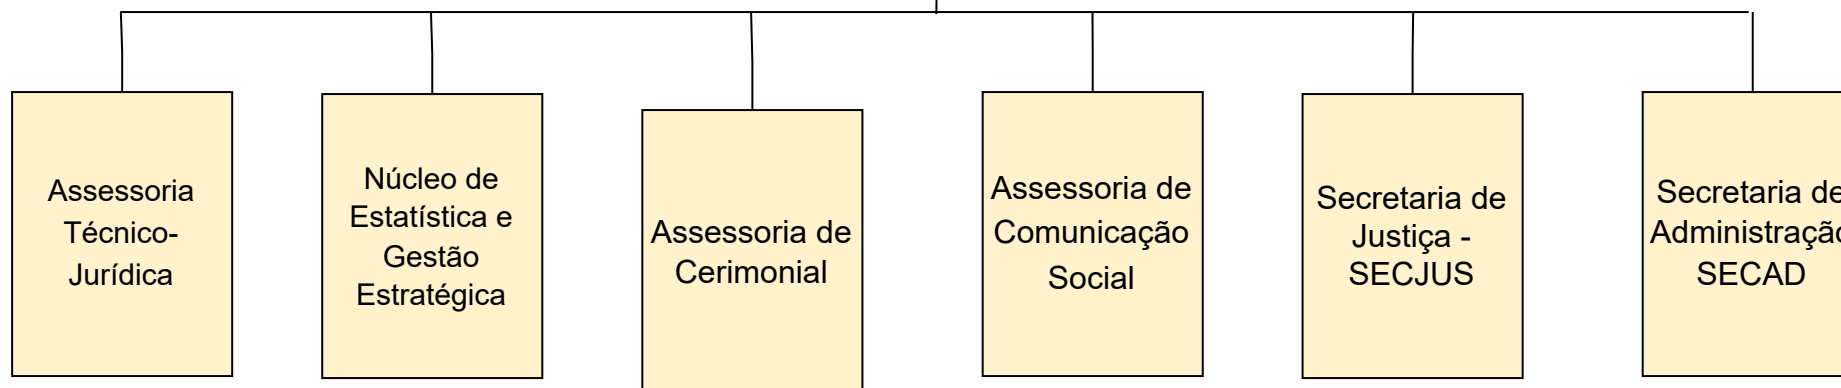 Assessoria
Técnico-
Jurídica
Núcleo de
Estatística e
Gestão
Estratégica
Assessoria de
Cerimonial
Assessoria de
Comunicação
Social
Secretaria de
Justiça -
SECJUS
Secretaria de
Administração
SECAD